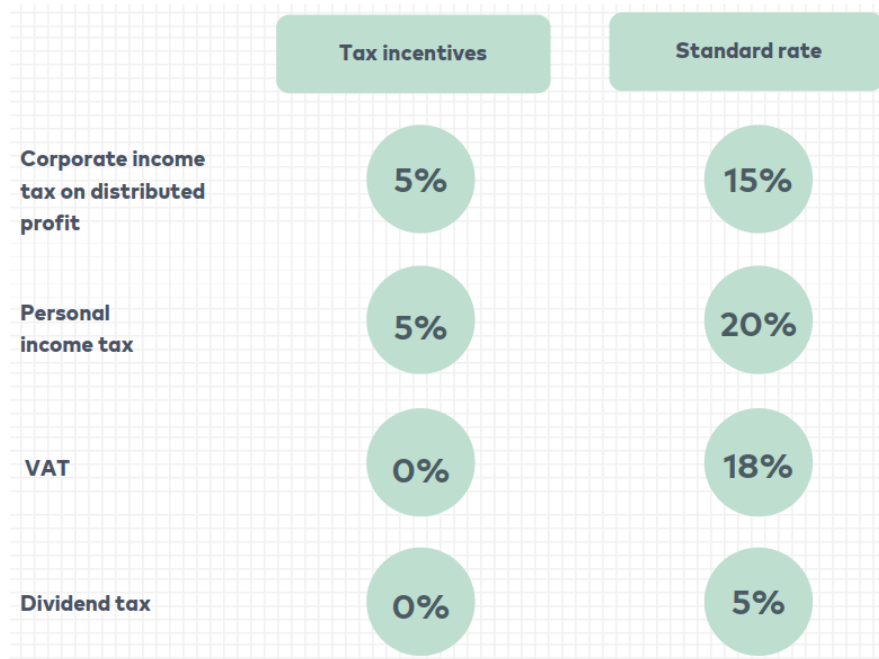 Tax incentives
Standard rate
Corporate income
tax on distributed
profit
5%
15%
Personal
income tax
5%
20%
VAT
0%
18%
Dividend tax
0%
5%